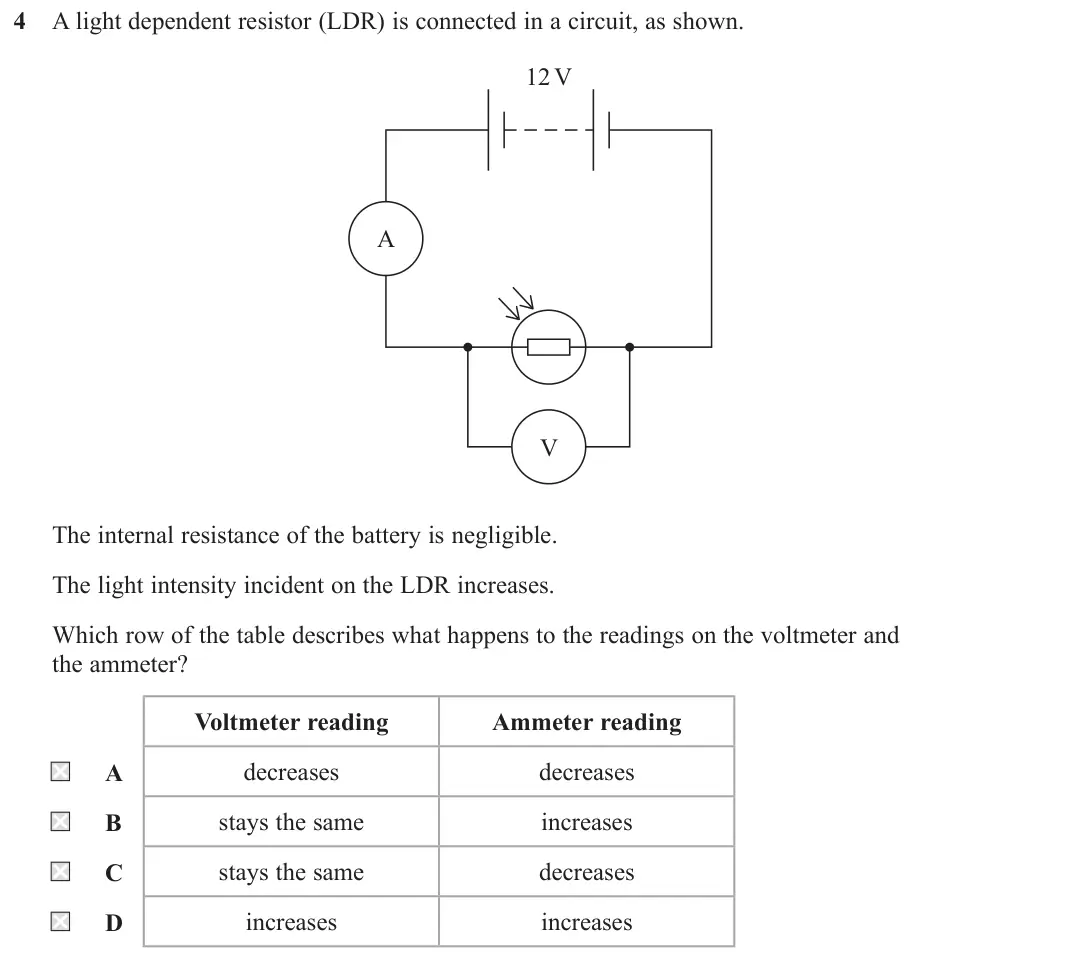 4 A light dependent resistor (LDR) is connected in a circuit, as shown.
12 V
A
V
The internal resistance of the battery is negligible.
The light intensity incident on the LDR increases.
Which row of the table describes what happens to the readings on the voltmeter and
the ammeter?
Voltmeter reading Ammeter reading
A decreases decreases
B stays the same increases
C stays the same decreases
D increases increases